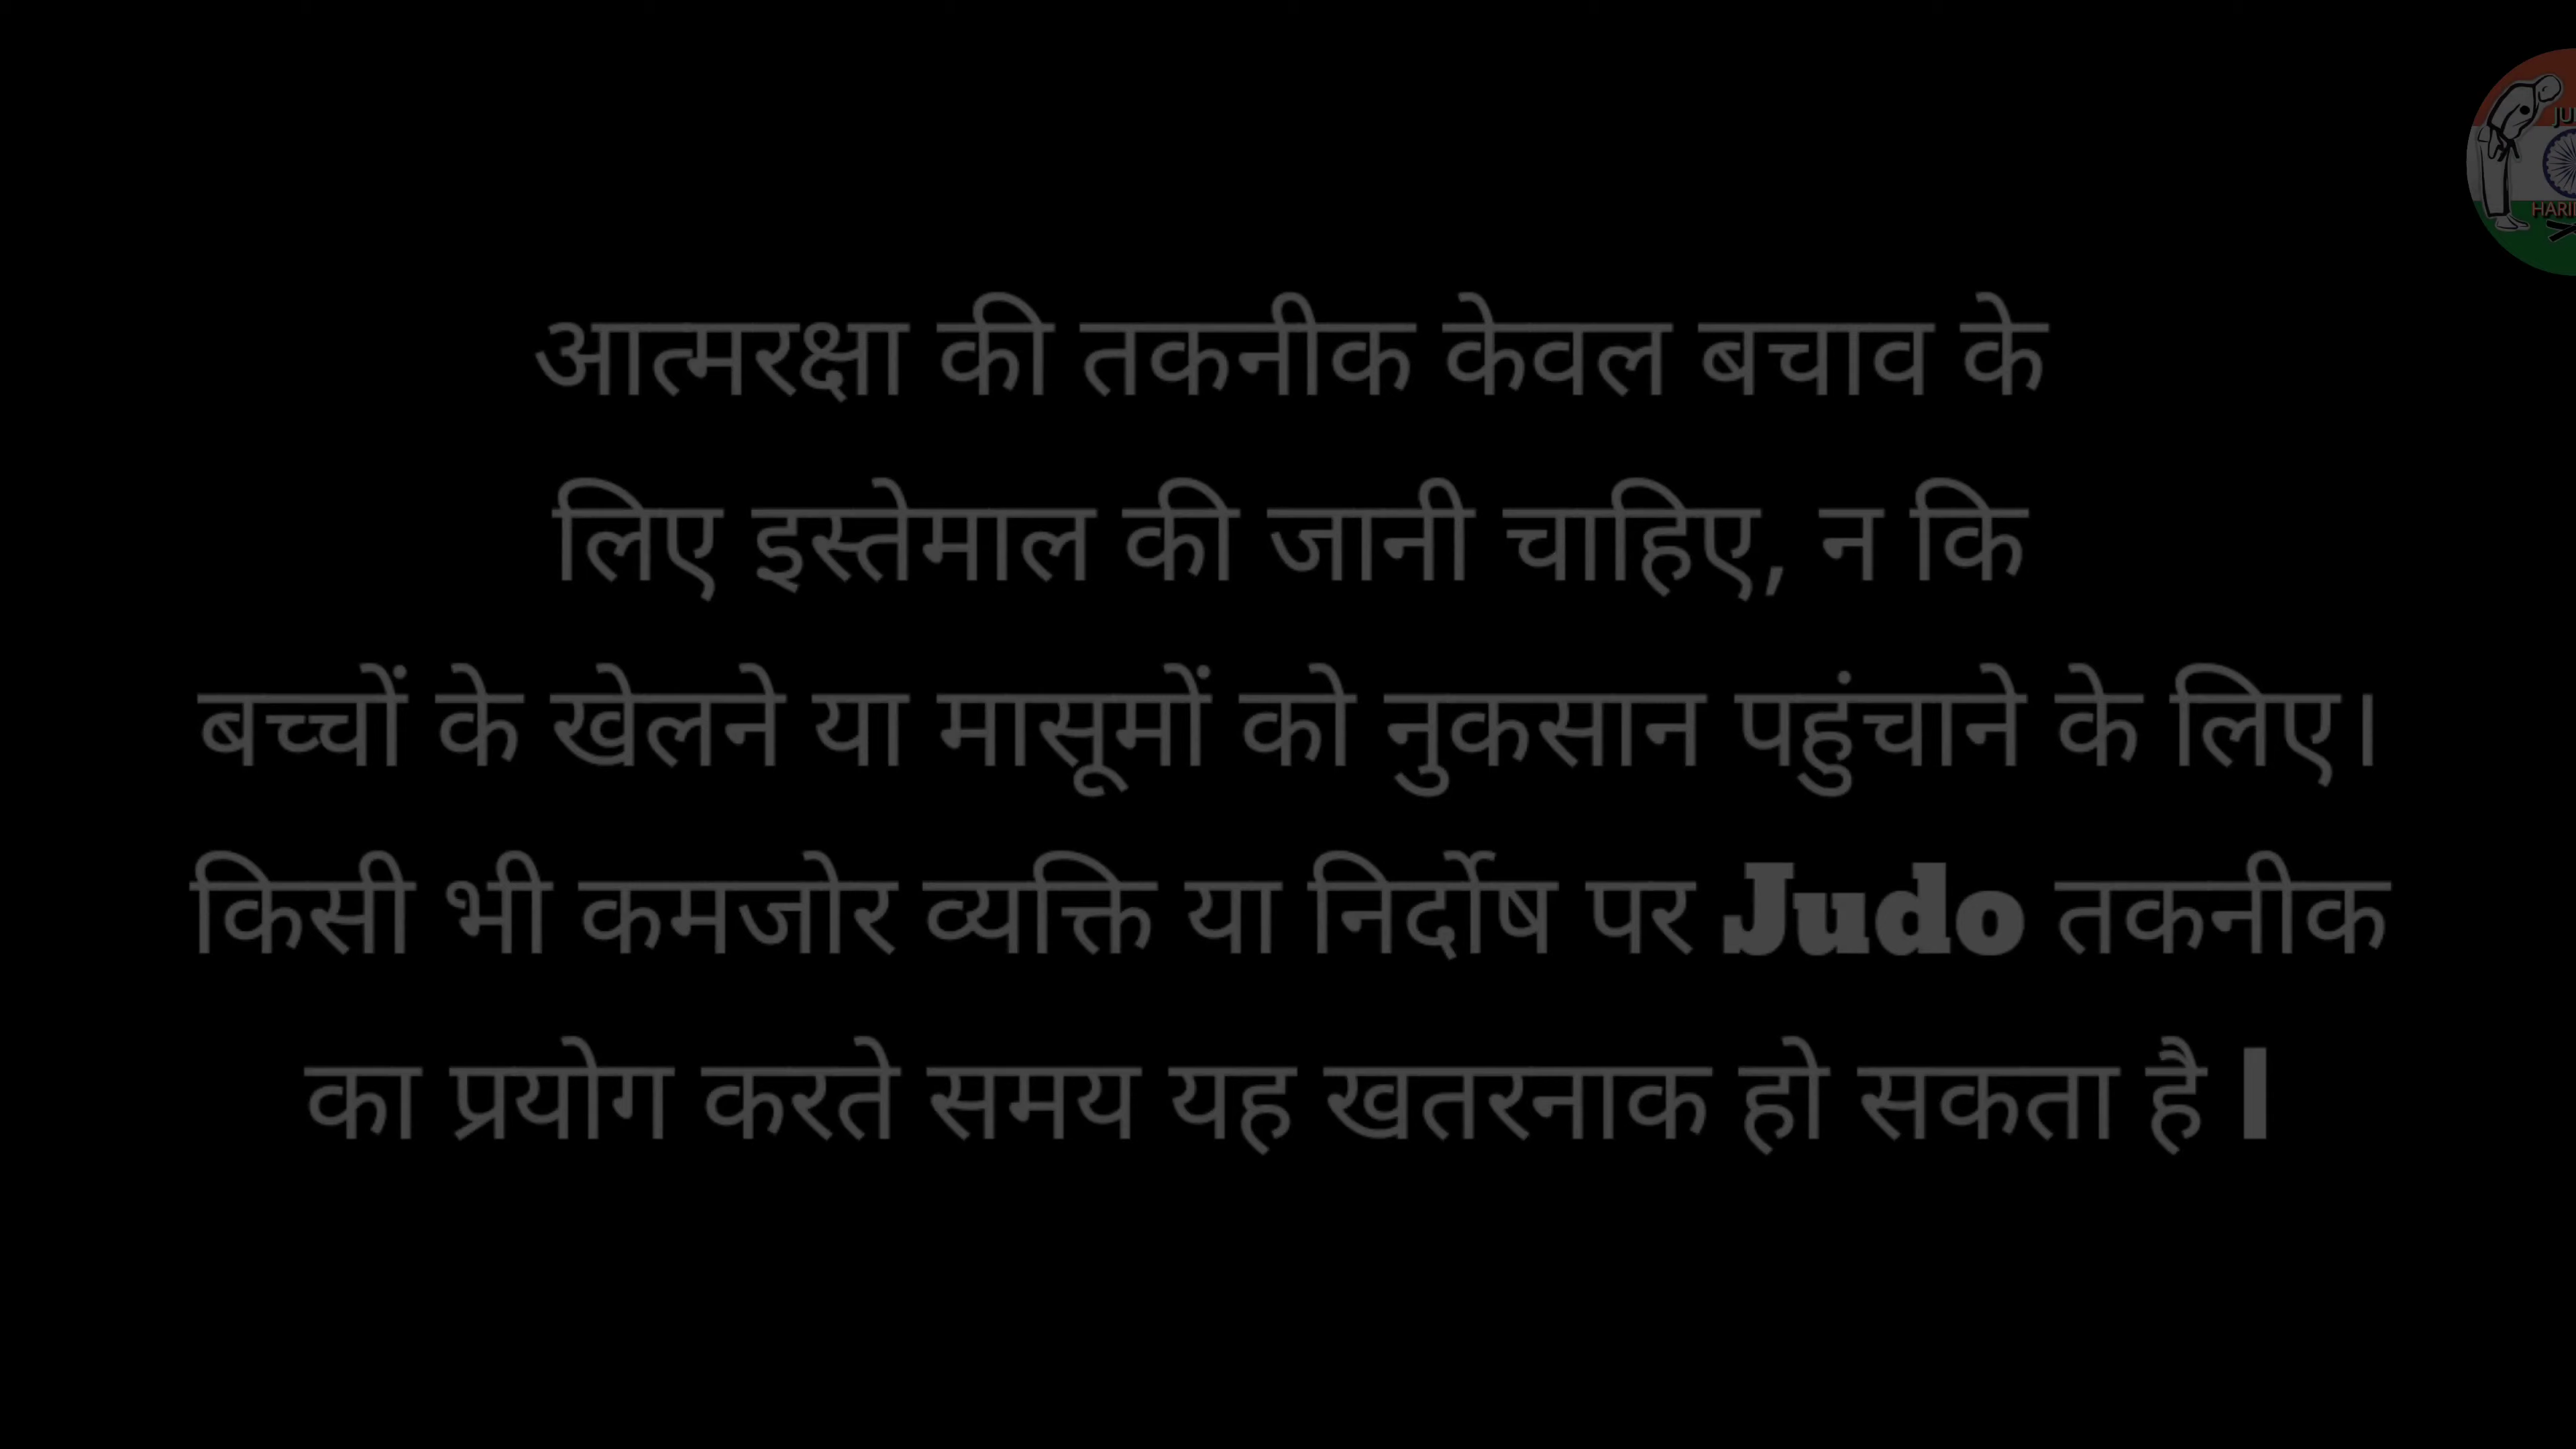 आत्मरक्षा की तकनीक केवल बचाव के
लिए इस्तेमाल की जानी चाहिए, न कि
बच्चों के खेलने या मासूमों को नुकसान पहुंचाने के लिए।
किसी भी कमजोर व्यक्ति या निर्दोष पर Judo तकनीक
का प्रयोग करते समय यह खतरनाक हो सकता है |